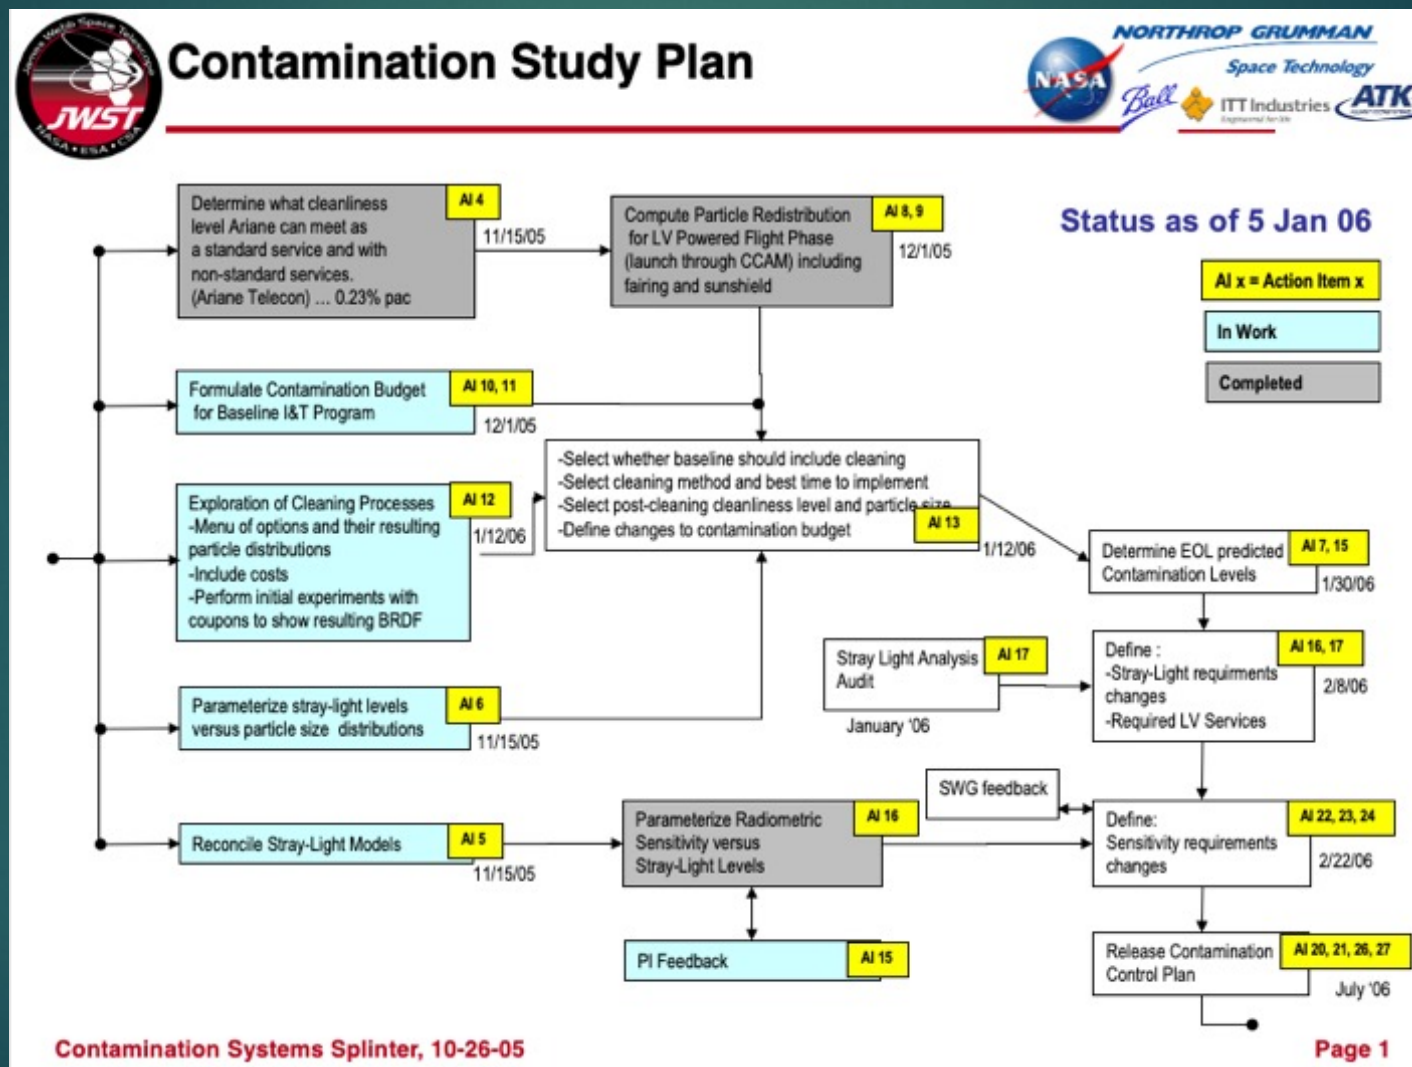 James Webb Space Telescope
JWST
NASA • ESA • CSA
Contamination Study Plan
NASA
NORTHROP GRUMMAN
Space Technology
Ball
ITT Industries
Engineered for life
ATK
Status as of 5 Jan 06
AI x = Action Item x
In Work
Completed
Determine what cleanliness
level Ariane can meet as
a standard service and with
non-standard services.
(Ariane Telecon) ... 0.23% pac
AI 4
11/15/05
Compute Particle Redistribution
for LV Powered Flight Phase
(launch through CCAM) including
fairing and sunshield
AI 8, 9
12/1/05
Formulate Contamination Budget
for Baseline I&T Program
AI 10, 11
12/1/05
Exploration of Cleaning Processes
-Menu of options and their resulting
particle distributions
-Include costs
-Perform initial experiments with
coupons to show resulting BRDF
AI 12
1/12/06
-Select whether baseline should include cleaning
-Select cleaning method and best time to implement
-Select post-cleaning cleanliness level and particle size
-Define changes to contamination budget
AI 13
1/12/06
Determine EOL predicted
Contamination Levels
AI 7, 15
1/30/06
Parameterize stray-light levels
versus particle size distributions
AI 6
11/15/05
Stray Light Analysis
Audit
AI 17
January '06
Define :
-Stray-Light requirments
changes
-Required LV Services
AI 16, 17
2/8/06
Reconcile Stray-Light Models
AI 5
11/15/05
Parameterize Radiometric
Sensitivity versus
Stray-Light Levels
AI 16
SWG feedback
Define:
Sensitivity requirements
changes
AI 22, 23, 24
2/22/06
PI Feedback
AI 15
Release Contamination
Control Plan
AI 20, 21, 26, 27
July '06
Contamination Systems Splinter, 10-26-05
Page 1